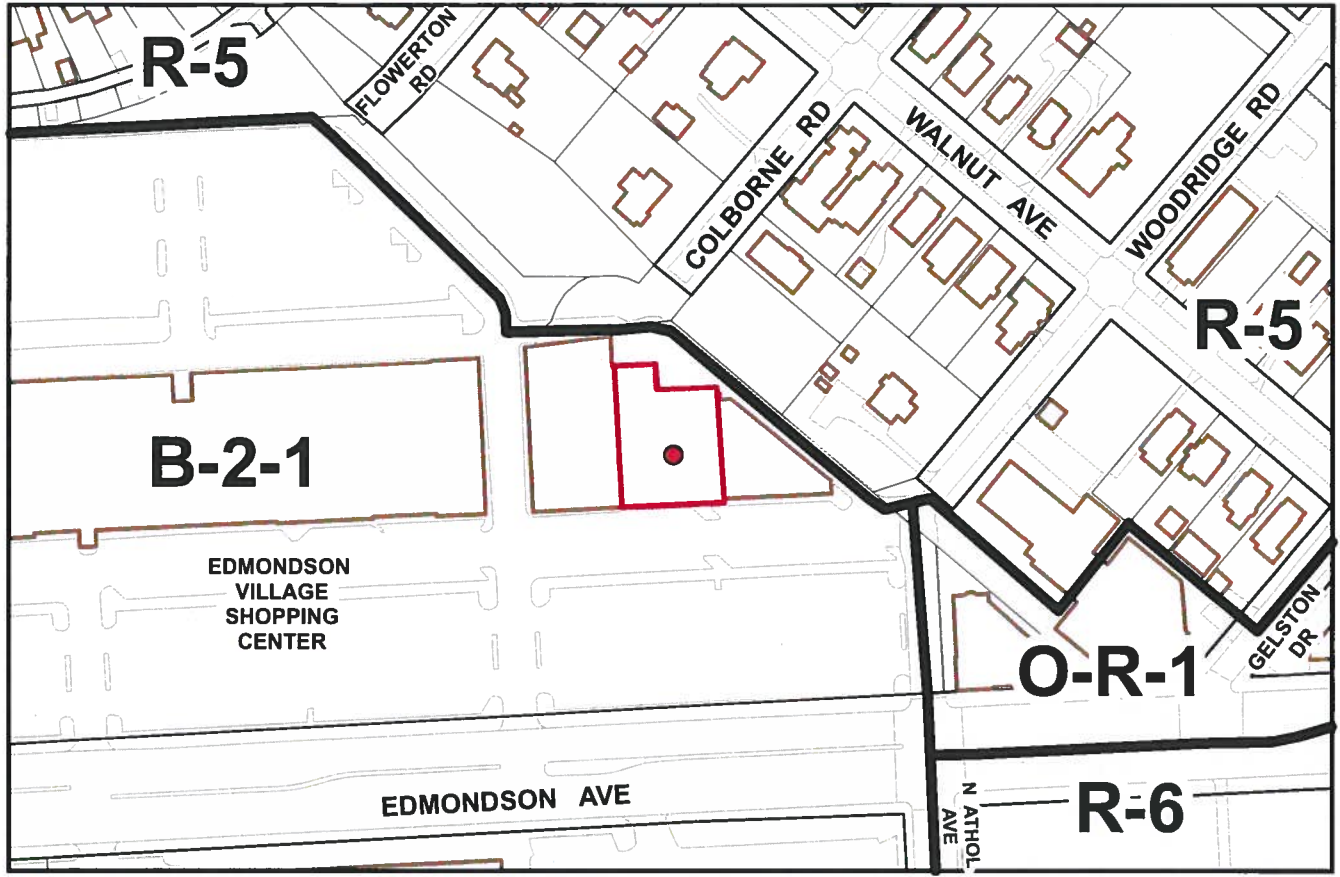 R-5
FLOWERTON
RD
COLBORNE RD
WALNUT AVE
WOODRIDGE RD
R-5
B-2-1
EDMONDSON
VILLAGE
SHOPPING
CENTER
GELSTON
DR
O-R-1
EDMONDSON AVE
N ATHOL
AVE
R-6